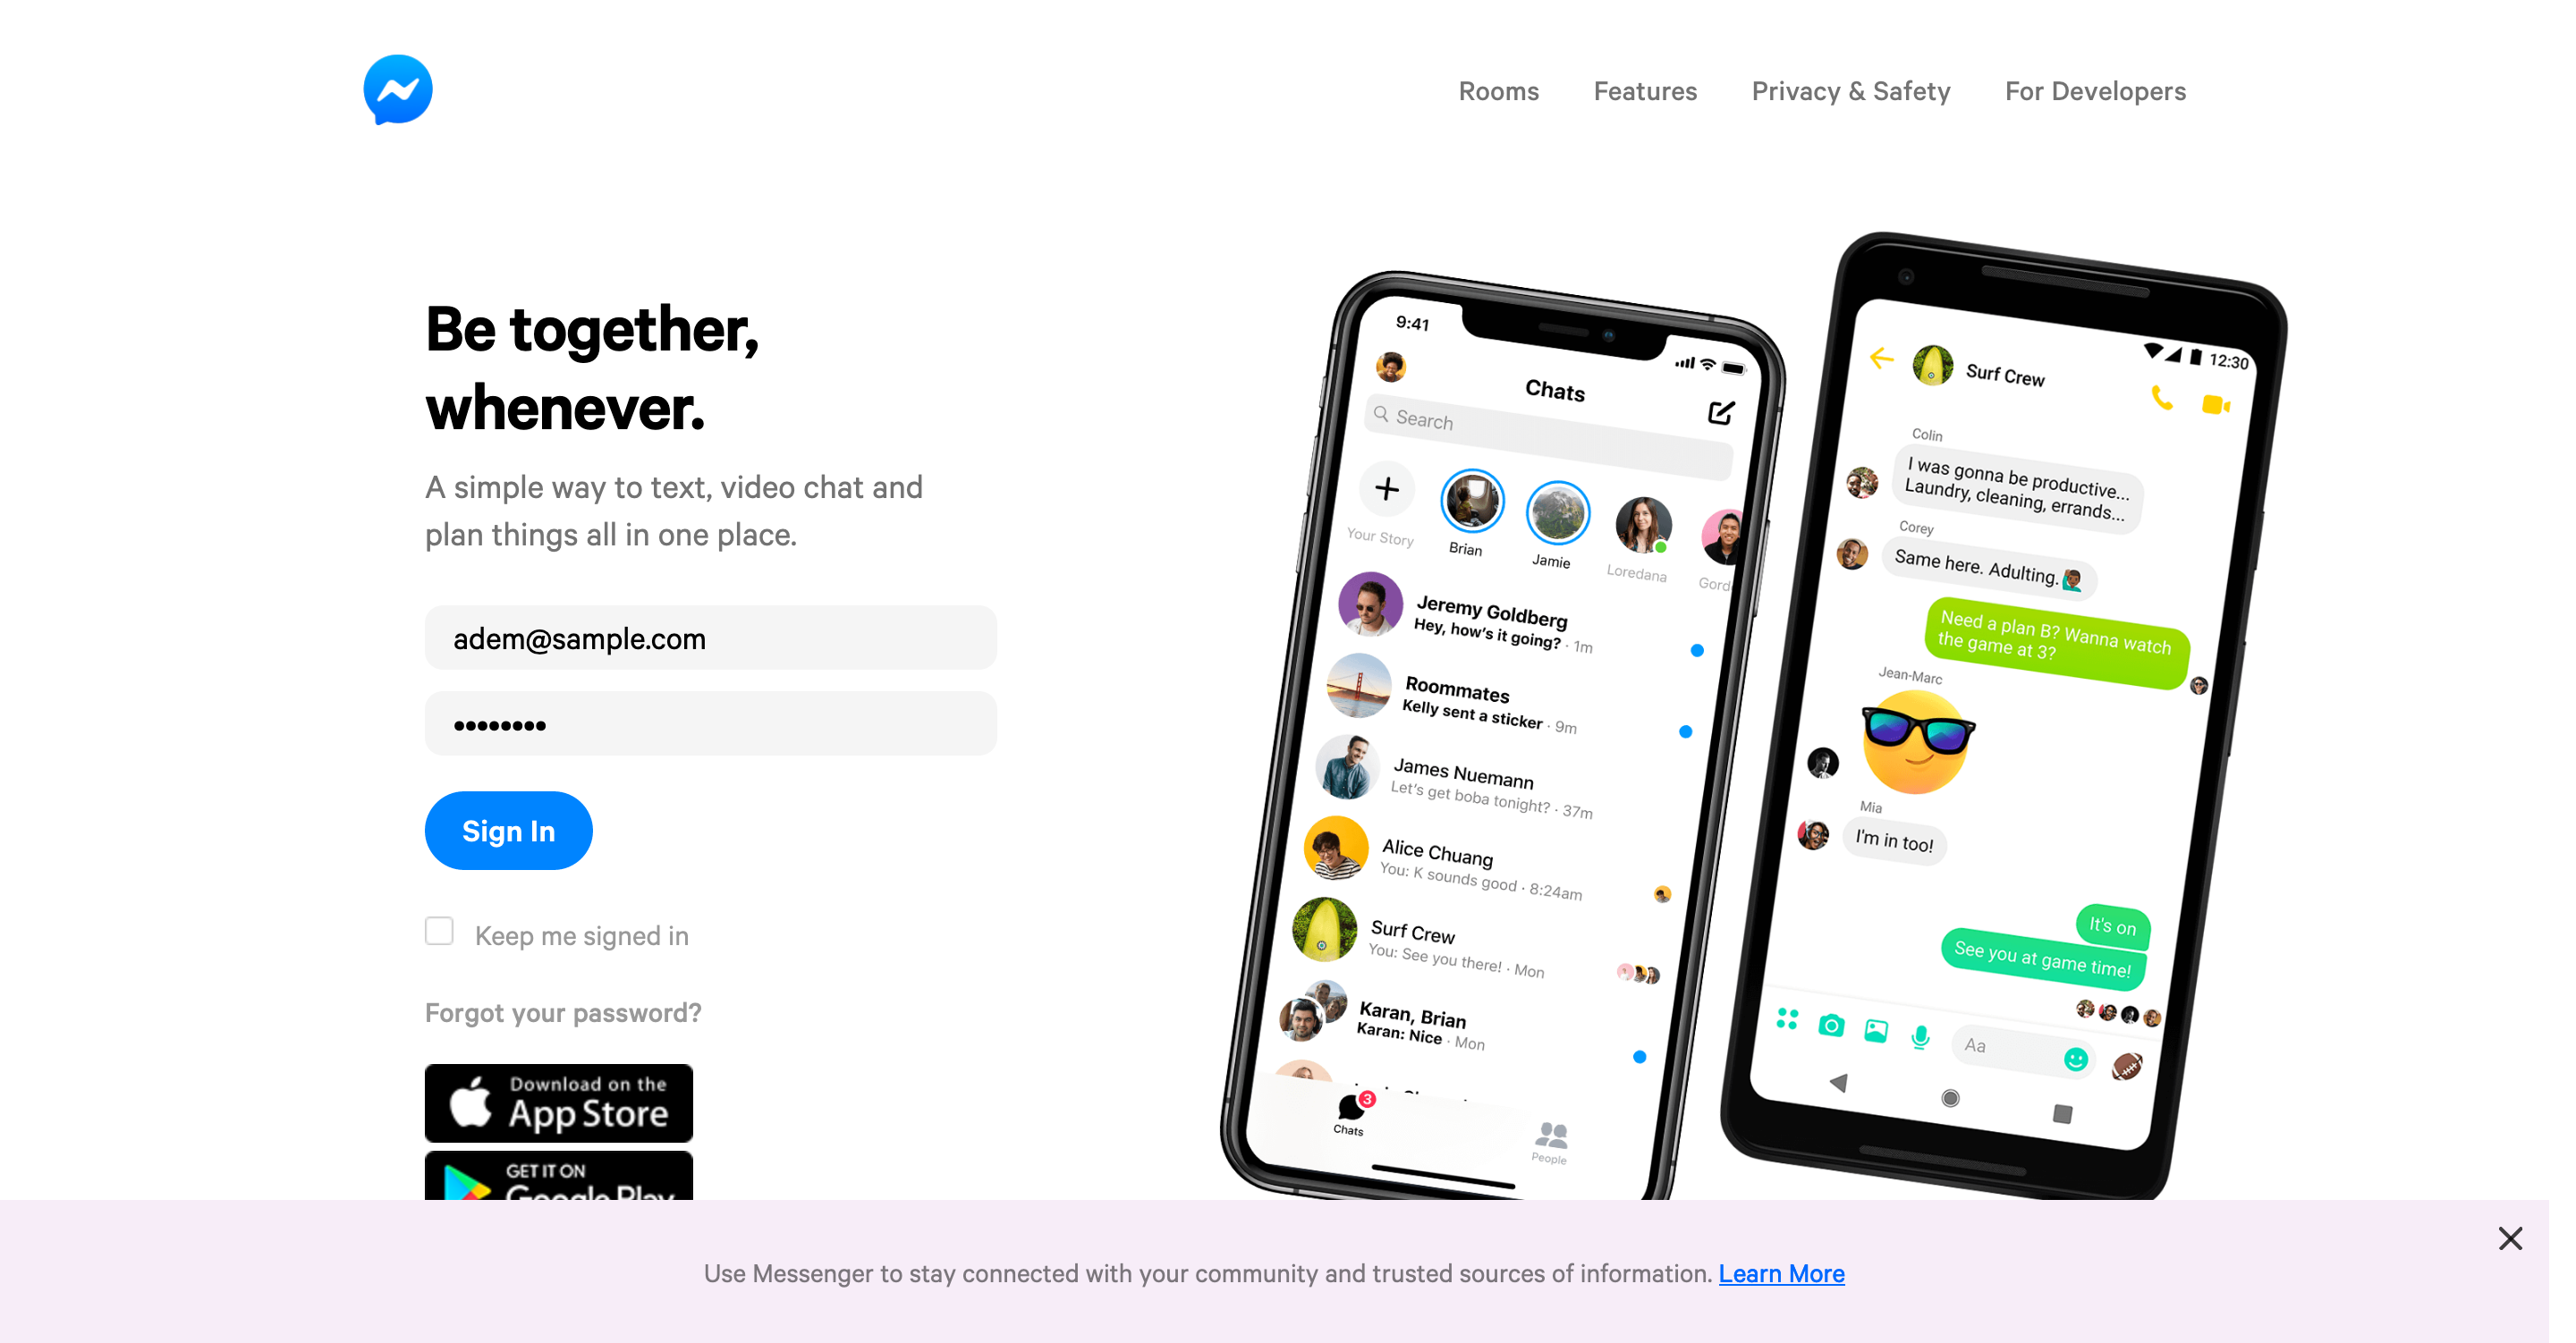 Rooms Features Privacy & Safety For Developers
Be together,
whenever.
A simple way to text, video chat and
plan things all in one place.
adem@sample.com
••••••••
Sign In
Keep me signed in
Forgot your password?
Download on the
App Store
GET IT ON
Google Play
9:41
Chats
Search
Your Story
Brian
Jamie
Loredana
Jeremy Goldberg
Hey, how's it going? · 1m
Roommates
Kelly sent a sticker · 9m
James Nuemann
Let's get boba tonight? · 37m
Alice Chuang
You: K sounds good · 8:24am
Surf Crew
You: See you there! · Mon
Karan, Brian
Karan: Nice · Mon
3
Chats
People
12:30
Surf Crew
Colin
I was gonna be productive...
Laundry, cleaning, errands...
Corey
Same here. Adulting.🙋🏾‍♂️
Need a plan B? Wanna watch
the game at 3?
Jean-Marc
Mia
I'm in too!
It's on
See you at game time!
Aa
Use Messenger to stay connected with your community and trusted sources of information. Learn More